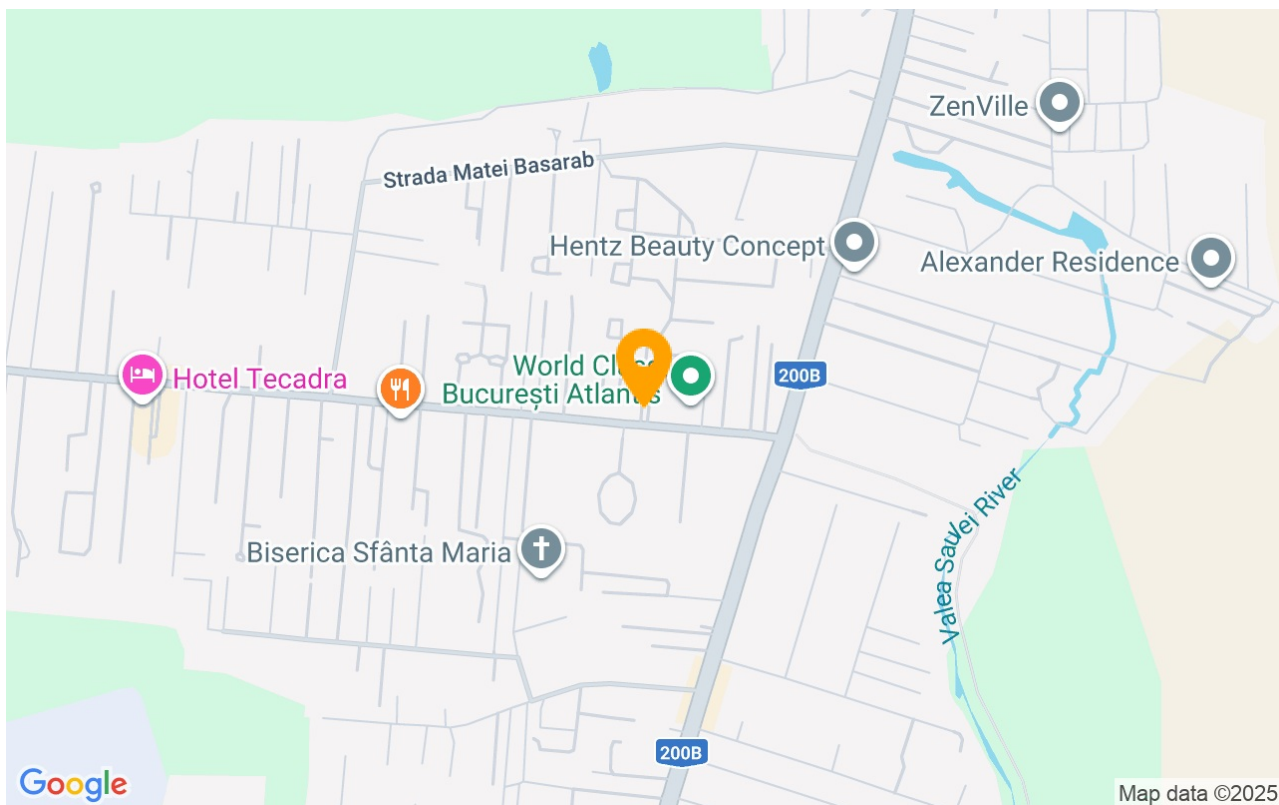 ZenVille
Strada Matei Basarab
Hentz Beauty Concept
Alexander Residence
World Class
București Atlantis
200B
Hotel Tecadra
Valea Saulei River
Biserica Sfânta Maria
200B
Google
Map data ©2025